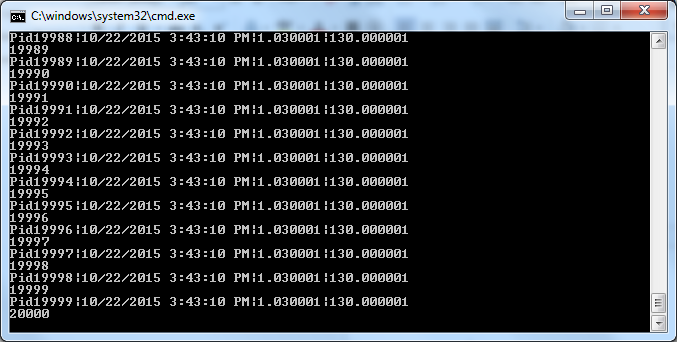 C:\windows\system32\cmd.exe
Pid19988|10/22/2015 3:43:10 PM|1.030001|130.000001
19989
Pid19989|10/22/2015 3:43:10 PM|1.030001|130.000001
19990
Pid19990|10/22/2015 3:43:10 PM|1.030001|130.000001
19991
Pid19991|10/22/2015 3:43:10 PM|1.030001|130.000001
19992
Pid19992|10/22/2015 3:43:10 PM|1.030001|130.000001
19993
Pid19993|10/22/2015 3:43:10 PM|1.030001|130.000001
19994
Pid19994|10/22/2015 3:43:10 PM|1.030001|130.000001
19995
Pid19995|10/22/2015 3:43:10 PM|1.030001|130.000001
19996
Pid19996|10/22/2015 3:43:10 PM|1.030001|130.000001
19997
Pid19997|10/22/2015 3:43:10 PM|1.030001|130.000001
19998
Pid19998|10/22/2015 3:43:10 PM|1.030001|130.000001
19999
Pid19999|10/22/2015 3:43:10 PM|1.030001|130.000001
20000